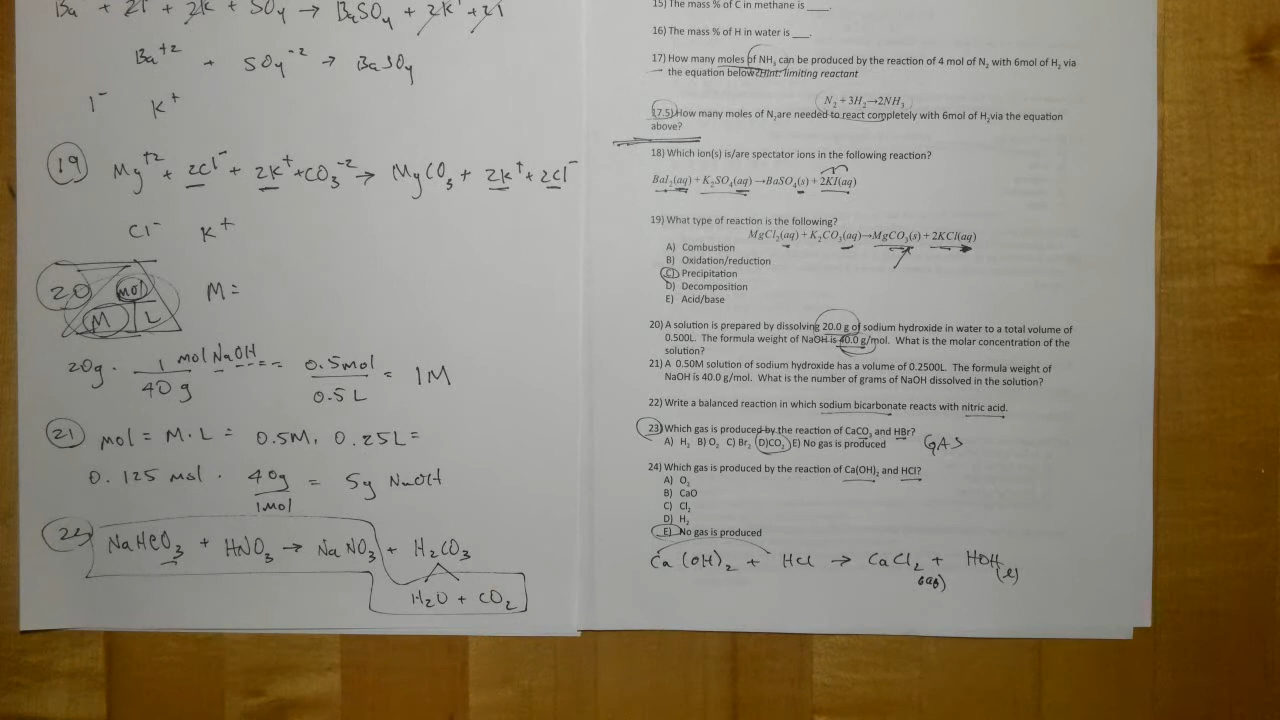 Ba + 2I + 2K + SO4 → BaSO4 + 2K + 2I
Ba+2 + SO4-2 → BaSO4
I- K+
19 Mg+2 + 2Cl- + 2K+ + CO3-2 → MgCO3 + 2K+ + 2Cl-
Cl- K+
20 mol M L M =
20g · 1 mol NaOH / 40 g = 0.5mol / 0.5 L = 1M
21 mol = M·L = 0.5M. 0.25L =
0.125 mol · 40g / 1mol = 5g NaOH
NaHCO3 + HNO3 → NaNO3 + H2CO3
H2O + CO2
15) The mass % of C in methane is ____.
16) The mass % of H in water is ___.
17) How many moles of NH3 can be produced by the reaction of 4 mol of N2 with 6mol of H2 via
the equation below? Hint: limiting reactant
N2 + 3H2→2NH3
17.5) How many moles of N2are needed to react completely with 6mol of H2via the equation
above?
18) Which ion(s) is/are spectator ions in the following reaction?
BaI2(aq) + K2SO4(aq)→BaSO4(s) + 2KI(aq)
19) What type of reaction is the following?
MgCl2(aq) + K2CO3(aq)→MgCO3(s) + 2KCl(aq)
A) Combustion
B) Oxidation/reduction
C) Precipitation
D) Decomposition
E) Acid/base
20) A solution is prepared by dissolving 20.0 g of sodium hydroxide in water to a total volume of
0.500L. The formula weight of NaOH is 40.0 g/mol. What is the molar concentration of the
solution?
21) A 0.50M solution of sodium hydroxide has a volume of 0.2500L. The formula weight of
NaOH is 40.0 g/mol. What is the number of grams of NaOH dissolved in the solution?
22) Write a balanced reaction in which sodium bicarbonate reacts with nitric acid.
23) Which gas is produced by the reaction of CaCO3 and HBr?
A) H2 B) O2 C) Br2 D)CO2 E) No gas is produced GAS
24) Which gas is produced by the reaction of Ca(OH)2 and HCl?
A) O2
B) CaO
C) Cl2
D) H2
E) No gas is produced
Ca(OH)2 + HCl → CaCl2 + HOH(l)
(aq)